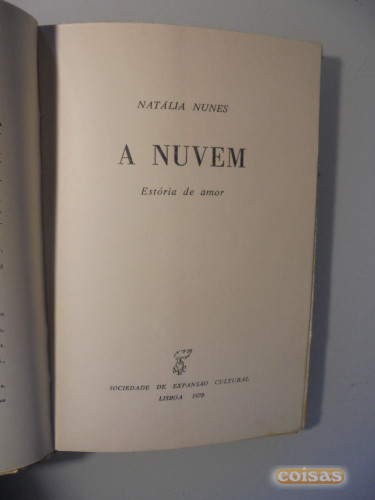 NATÁLIA NUNES
A NUVEM
Estória de amor
SOCIEDADE DE EXPANSÃO CULTURAL
LISBOA 1970
coisas